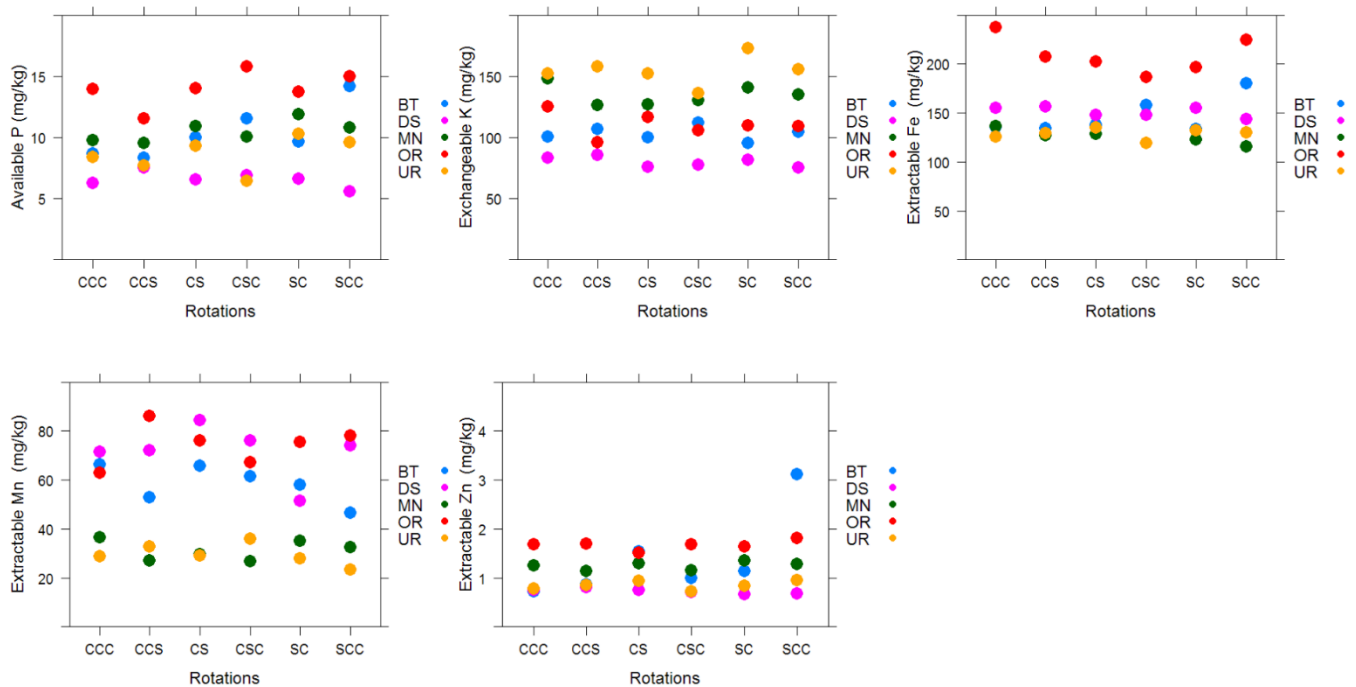 Available P (mg/kg)
15
10
5
CCC CCS CS CSC SC SCC
Rotations
BT
DS
MN
OR
UR
Exchangeable K (mg/kg)
150
100
50
CCC CCS CS CSC SC SCC
Rotations
BT
DS
MN
OR
UR
Extractable Fe (mg/kg)
200
150
100
50
CCC CCS CS CSC SC SCC
Rotations
BT
DS
MN
OR
UR
Extractable Mn (mg/kg)
80
60
40
20
CCC CCS CS CSC SC SCC
Rotations
BT
DS
MN
OR
UR
Extractable Zn (mg/kg)
4
3
2
1
CCC CCS CS CSC SC SCC
Rotations
BT
DS
MN
OR
UR